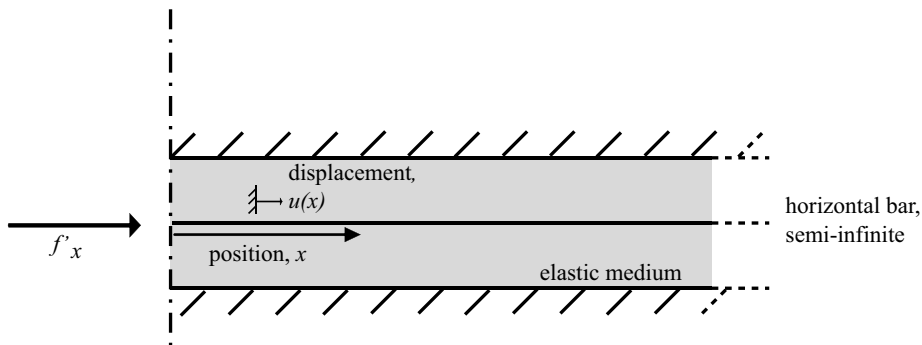 displacement,
u(x)
f'x
position, x
elastic medium
horizontal bar,
semi-infinite